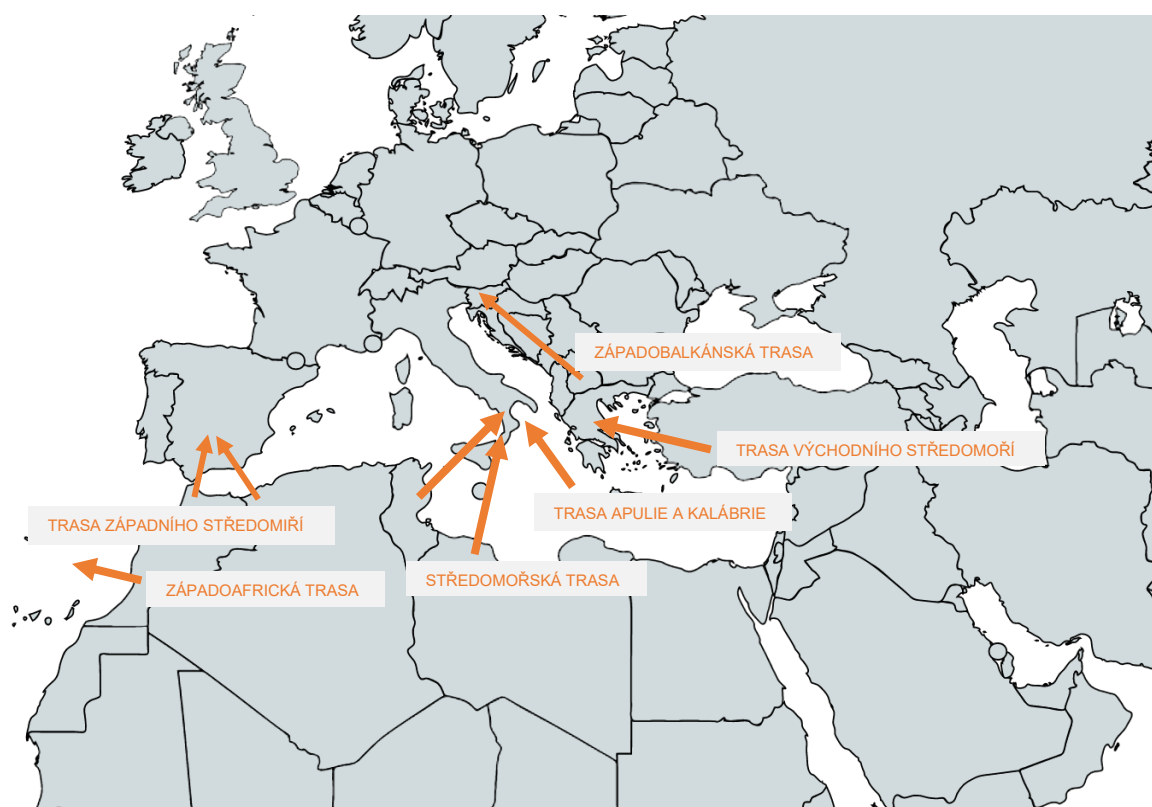 ZÁPADOBALKÁNSKÁ TRASA
TRASA VÝCHODNÍHO STŘEDOMOŘÍ
TRASA APULIE A KALÁBRIE
TRASA ZÁPADNÍHO STŘEDOMIŘÍ
STŘEDOMOŘSKÁ TRASA
ZÁPADOAFRICKÁ TRASA